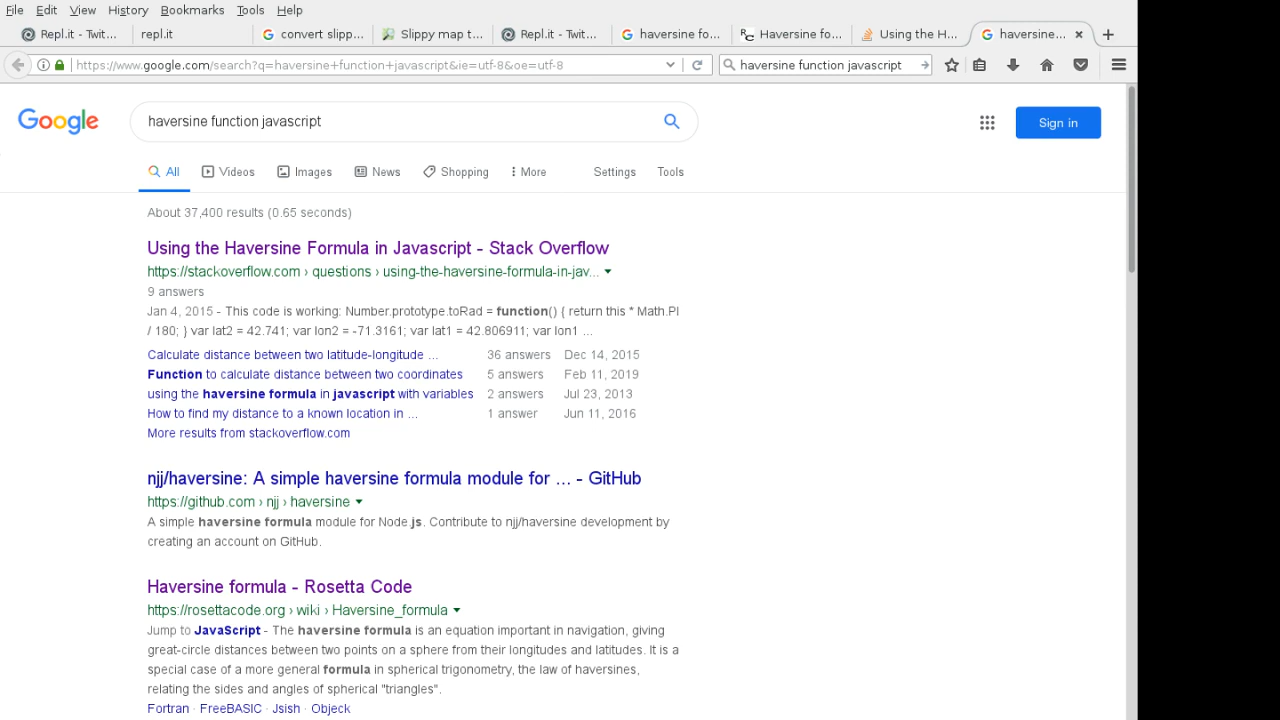 File Edit View History Bookmarks Tools Help
Repl.it - Twit... repl.it convert slipp... Slippy map t... Repl.it - Twit... haversine fo... Haversine fo... Using the H... haversine...
https://www.google.com/search?q=haversine+function+javascript&ie=utf-8&oe=utf-8 haversine function javascript
Google haversine function javascript Sign in
All Videos Images News Shopping More Settings Tools
About 37,400 results (0.65 seconds)
Using the Haversine Formula in Javascript - Stack Overflow
https://stackoverflow.com › questions › using-the-haversine-formula-in-jav...
9 answers
Jan 4, 2015 - This code is working: Number.prototype.toRad = function() { return this * Math.PI
/ 180; } var lat2 = 42.741; var lon2 = -71.3161; var lat1 = 42.806911; var lon1 ...
Calculate distance between two latitude-longitude ... 36 answers Dec 14, 2015
Function to calculate distance between two coordinates 5 answers Feb 11, 2019
using the haversine formula in javascript with variables 2 answers Jul 23, 2013
How to find my distance to a known location in ... 1 answer Jun 11, 2016
More results from stackoverflow.com
njj/haversine: A simple haversine formula module for ... - GitHub
https://github.com › njj › haversine
A simple haversine formula module for Node js. Contribute to njj/haversine development by
creating an account on GitHub.
Haversine formula - Rosetta Code
https://rosettacode.org › wiki › Haversine_formula
Jump to JavaScript - The haversine formula is an equation important in navigation, giving
great-circle distances between two points on a sphere from their longitudes and latitudes. It is a
special case of a more general formula in spherical trigonometry, the law of haversines,
relating the sides and angles of spherical "triangles".
Fortran · FreeBASIC · Jsish · Objeck